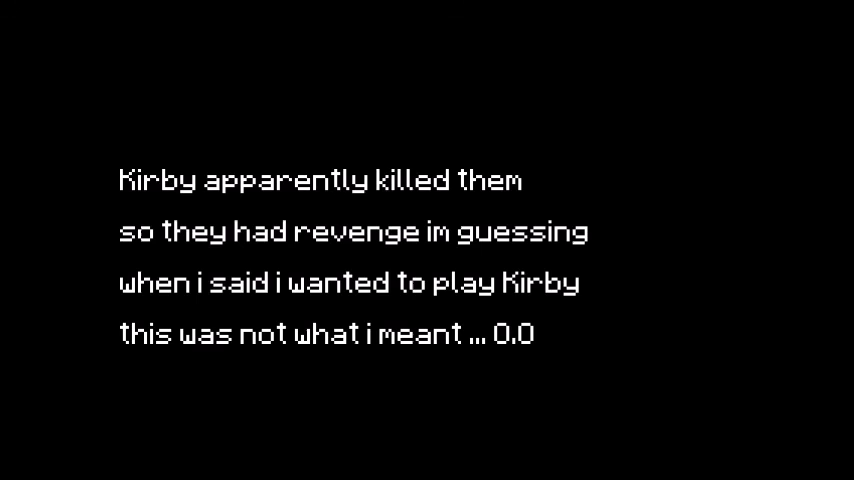 Kirby apparently killed them
so they had revenge im guessing
when i said i wanted to play Kirby
this was not what i meant ... 0.0